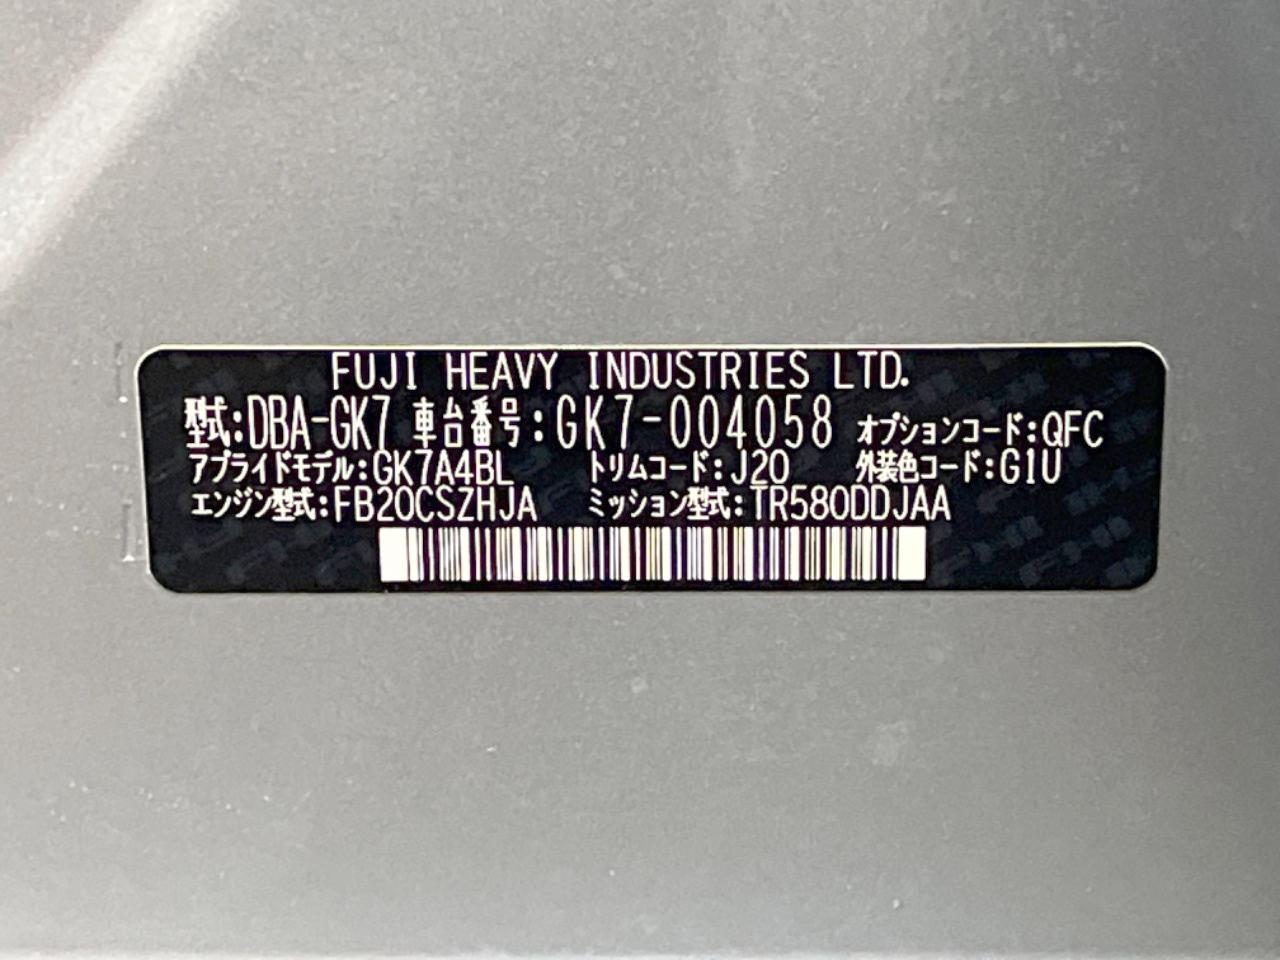 FUJI HEAVY INDUSTRIES LTD.
型式:DBA-GK7 車台番号:GK7-004058 オプションコード:QFC
アプライドモデル:GK7A4BL トリムコード:J20 外装色コード:G1U
エンジン型式:FB20CSZHJA ミッション型式:TR580DDJAA